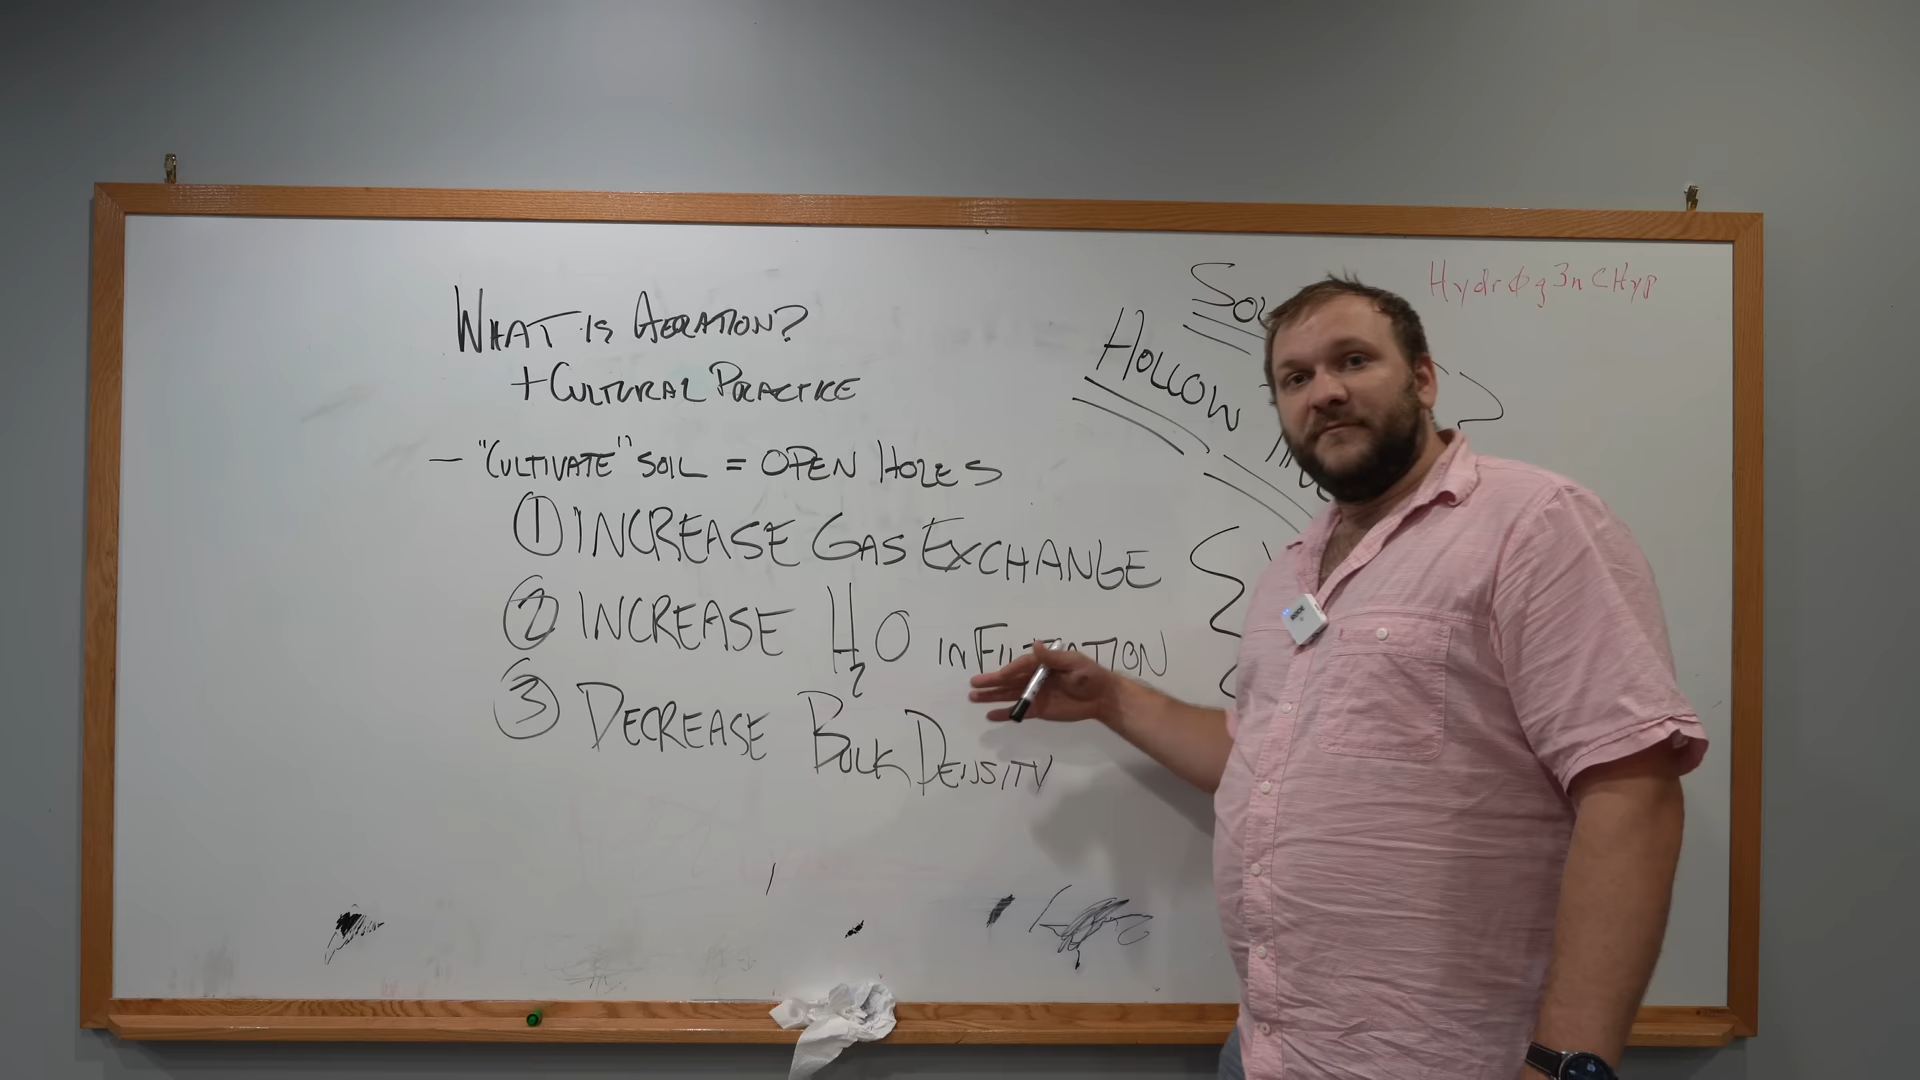 WHAT IS AERATION?
+ CULTURAL PRACTICE
- "CULTIVATE" SOIL = OPEN HOLES
① INCREASE GAS EXCHANGE
② INCREASE H₂O INFILTRATION
③ DECREASE BULK DENSITY
HOLLOW
Hydrφg3nCHyp